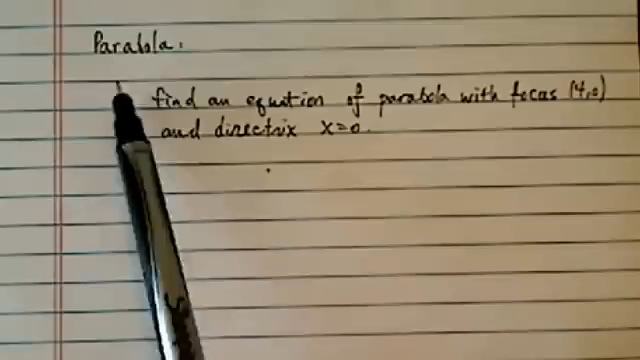 Parabola:
find an equation of parabola with focus (4,0)
and directrix x=0.